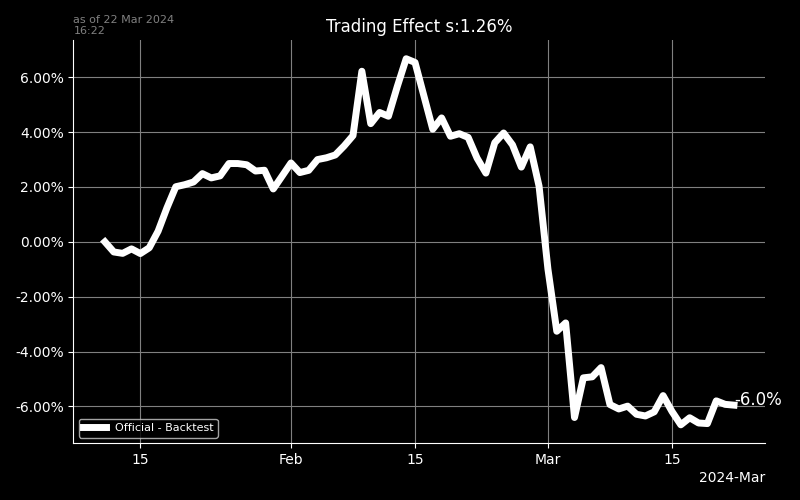 as of 22 Mar 2024
16:22
Trading Effect s:1.26%
6.00%
4.00%
2.00%
0.00%
-2.00%
-4.00%
-6.00%
-6.0%
Official - Backtest
15
Feb
15
Mar
15
2024-Mar